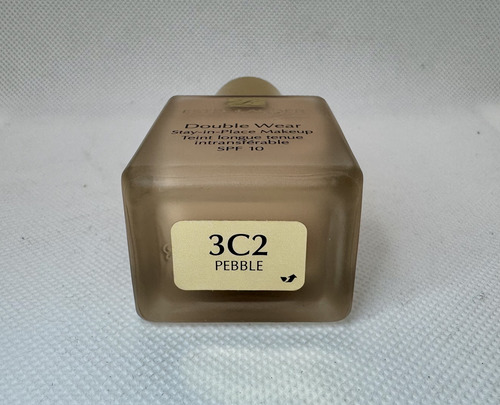 Double Wear
Stay-in-Place Makeup
Teint longue tenue
intransférable
SPF 10
3C2
PEBBLE